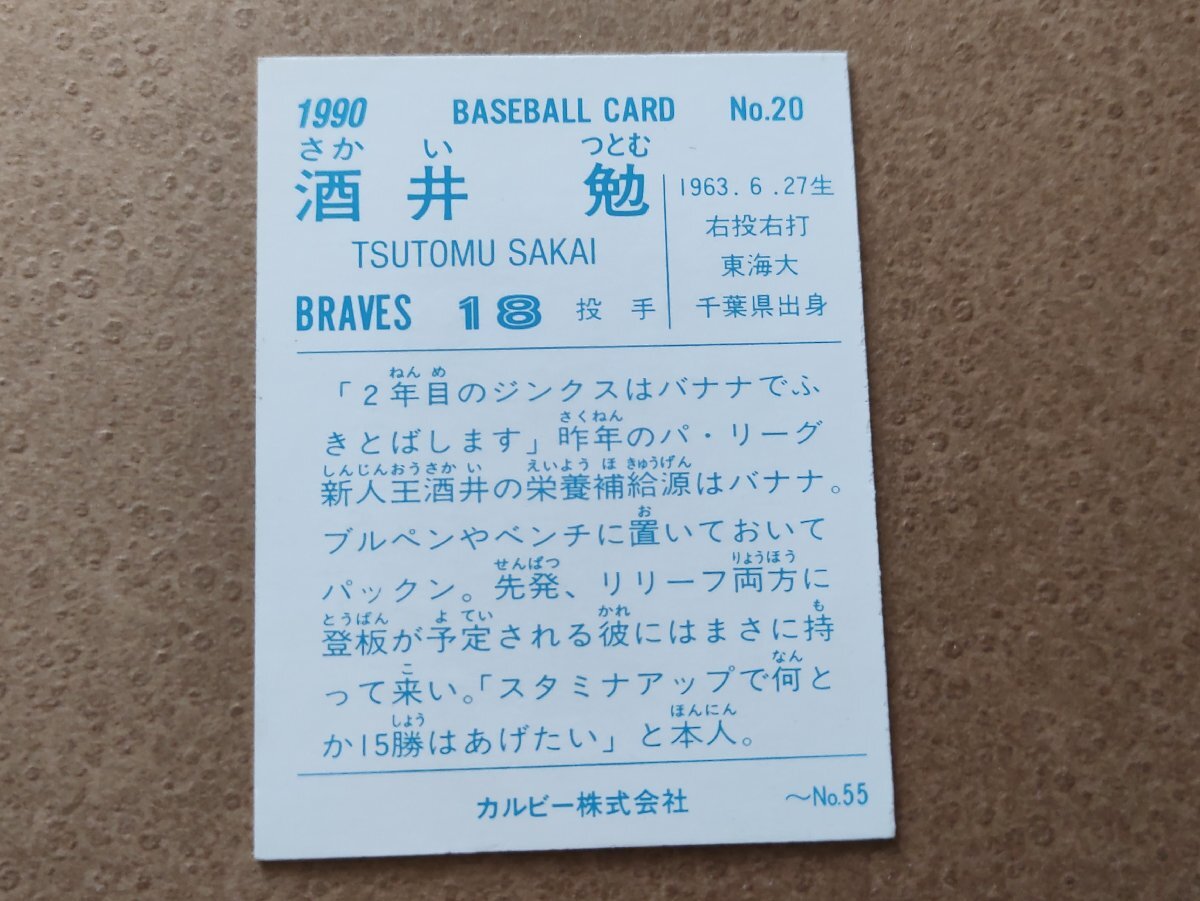 1990 BASEBALL CARD No.20
さかい つとむ
酒井 勉
TSUTOMU SAKAI
BRAVES 18 投手
1963.6.27生
右投右打
東海大
千葉県出身
ねんめ
「2年目のジンクスはバナナでふ
さくねん
きとばします」昨年のパ・リーグ
しんじんおうさかい えいようほきゅうげん
新人王酒井の栄養補給源はバナナ。
お
ブルペンやベンチに置いておいて
せんぱつ りょうほう
パックン。先発、リリーフ両方に
とうばん よてい かれ も
登板が予定される彼にはまさに持
こ なん
って来い。「スタミナアップで何と
しょう ほんにん
か15勝はあげたい」と本人。
カルビー株式会社 〜No.55